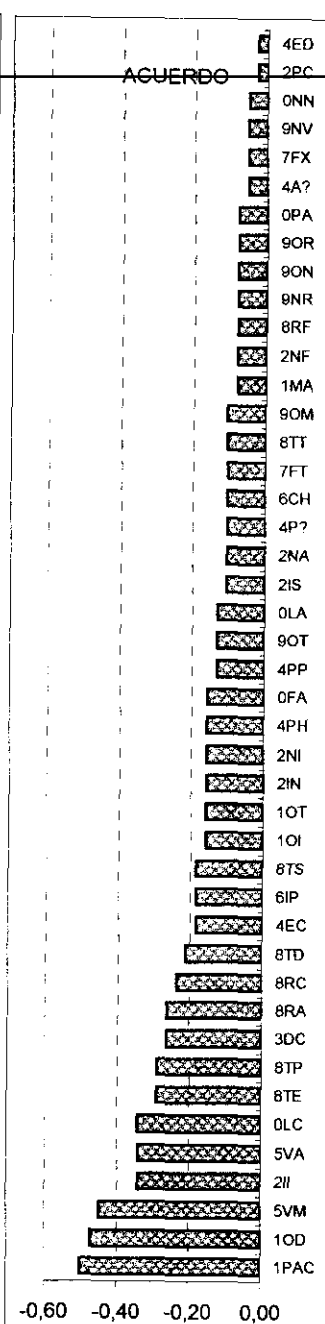 4ED
ACUERDO
2PC
0NN
9NV
7FX
4A?
0PA
9OR
9ON
9NR
8RF
2NF
1MA
9OM
8TT
7FT
6CH
4P?
2NA
2IS
0LA
9OT
4PP
0FA
4PH
2NI
2IN
1OT
1OI
8TS
6IP
4EC
8TD
8RC
8RA
3DC
8TP
8TE
0LC
5VA
2II
5VM
1OD
1PAC
-0,60 -0,40 -0,20 0,00